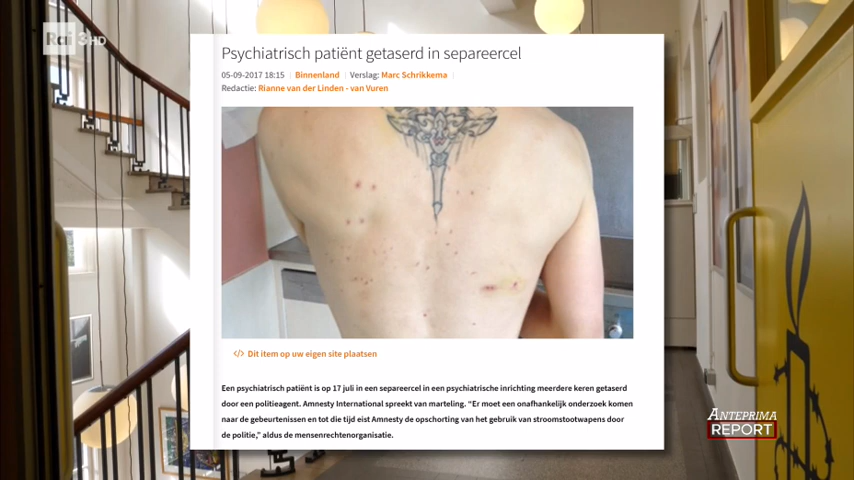 Rai 3HD
Psychiatrisch patiënt getaserd in separeercel
05-09-2017 18:15 | Binnenland | Verslag: Marc Schrikkema |
Redactie: Rianne van der Linden - van Vuren
</> Dit item op uw eigen site plaatsen
Een psychiatrisch patiënt is op 17 juli in een separeercel in een psychiatrische inrichting meerdere keren getaserd
door een politieagent. Amnesty International spreekt van marteling. “Er moet een onafhankelijk onderzoek komen
naar de gebeurtenissen en tot die tijd eist Amnesty de opschorting van het gebruik van stroomstootwapens door
de politie,” aldus de mensenrechtenorganisatie.
ANTEPRIMA
REPORT